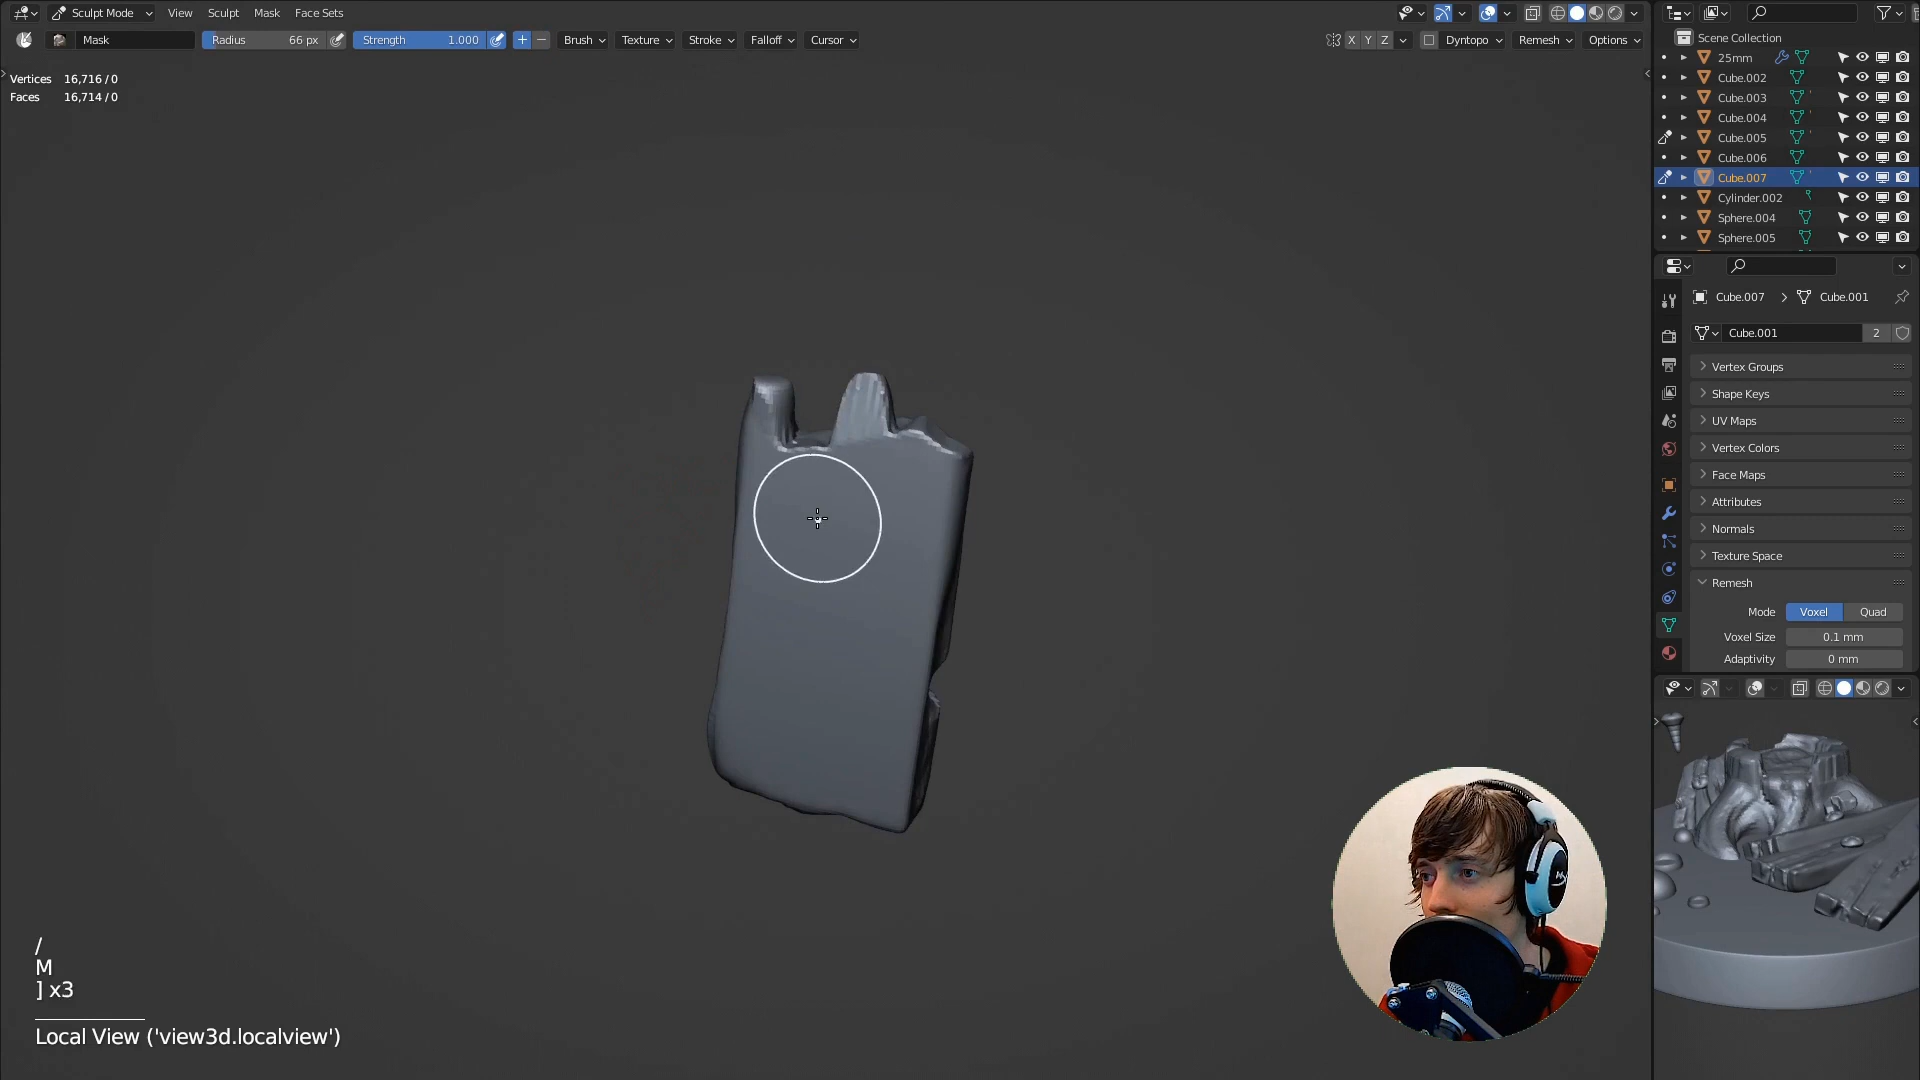 Sculpt Mode View Sculpt Mask Face Sets
Mask Radius 66 px Strength 1.000 + − Brush Texture Stroke Falloff Cursor X Y Z Dyntopo Remesh Options
Vertices 16,716 / 0
Faces 16,714 / 0
/
M
] x3
Local View ('view3d.localview')
Scene Collection
25mm
Cube.002
Cube.003
Cube.004
Cube.005
Cube.006
Cube.007
Cylinder.002
Sphere.004
Sphere.005
Cube.007 > Cube.001
Cube.001 2
Vertex Groups
Shape Keys
UV Maps
Vertex Colors
Face Maps
Attributes
Normals
Texture Space
Remesh
Mode Voxel Quad
Voxel Size 0.1 mm
Adaptivity 0 mm